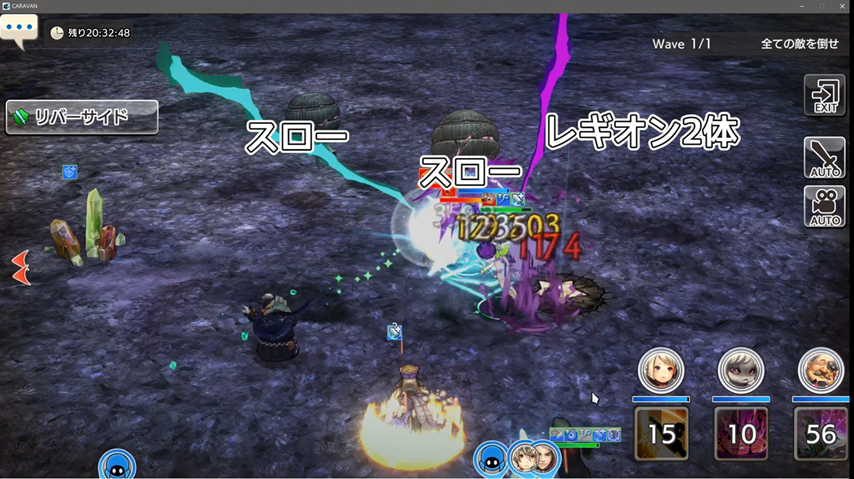 CARAVAN
残り20:32:48
Wave 1/1
全ての敵を倒せ
EXIT
リバーサイド
スロー
レギオン2体
スロー
AUTO
AUTO
1174
2
15
10
56